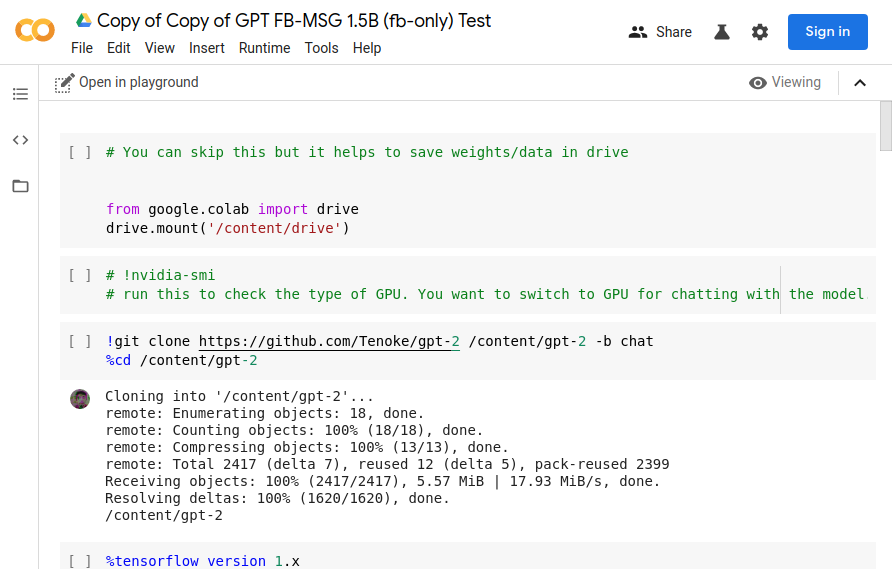 Copy of Copy of GPT FB-MSG 1.5B (fb-only) Test
File Edit View Insert Runtime Tools Help
Share
Sign in
Open in playground
Viewing
[ ] # You can skip this but it helps to save weights/data in drive
from google.colab import drive
drive.mount('/content/drive')
[ ] # !nvidia-smi
# run this to check the type of GPU. You want to switch to GPU for chatting with the model
[ ] !git clone https://github.com/Tenoke/gpt-2 /content/gpt-2 -b chat
%cd /content/gpt-2
Cloning into '/content/gpt-2'...
remote: Enumerating objects: 18, done.
remote: Counting objects: 100% (18/18), done.
remote: Compressing objects: 100% (13/13), done.
remote: Total 2417 (delta 7), reused 12 (delta 5), pack-reused 2399
Receiving objects: 100% (2417/2417), 5.57 MiB | 17.93 MiB/s, done.
Resolving deltas: 100% (1620/1620), done.
/content/gpt-2
[ ] %tensorflow_version 1.x